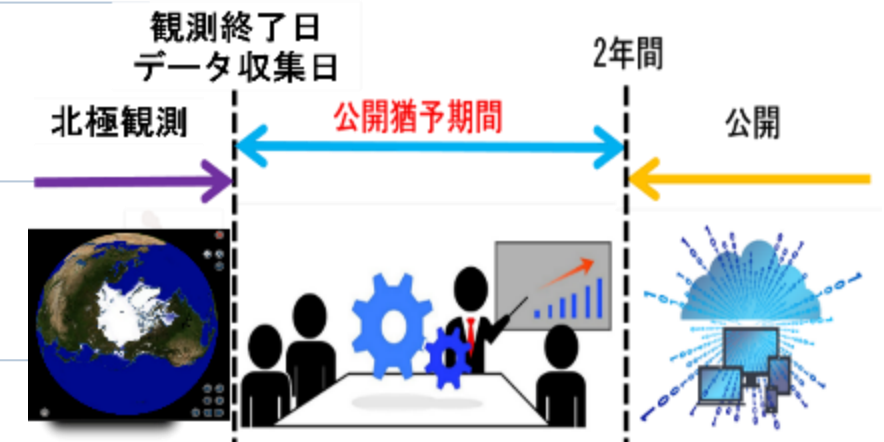 観測終了日
データ収集日
2年間
北極観測
公開猶予期間
公開